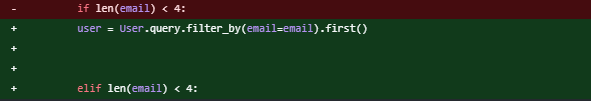 - if len(email) < 4:
+ user = User.query.filter_by(email=email).first()
+
+
+ elif len(email) < 4: